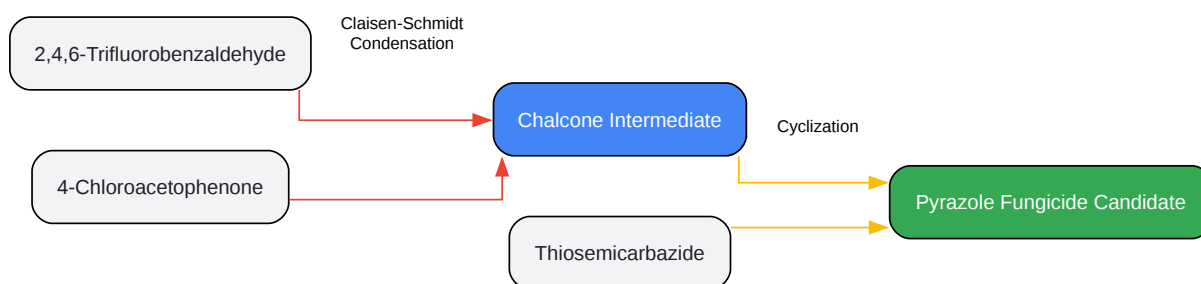 2,4,6-Trifluorobenzaldehyde
Claisen-Schmidt
Condensation
4-Chloroacetophenone
Chalcone Intermediate
Cyclization
Thiosemicarbazide
Pyrazole Fungicide Candidate